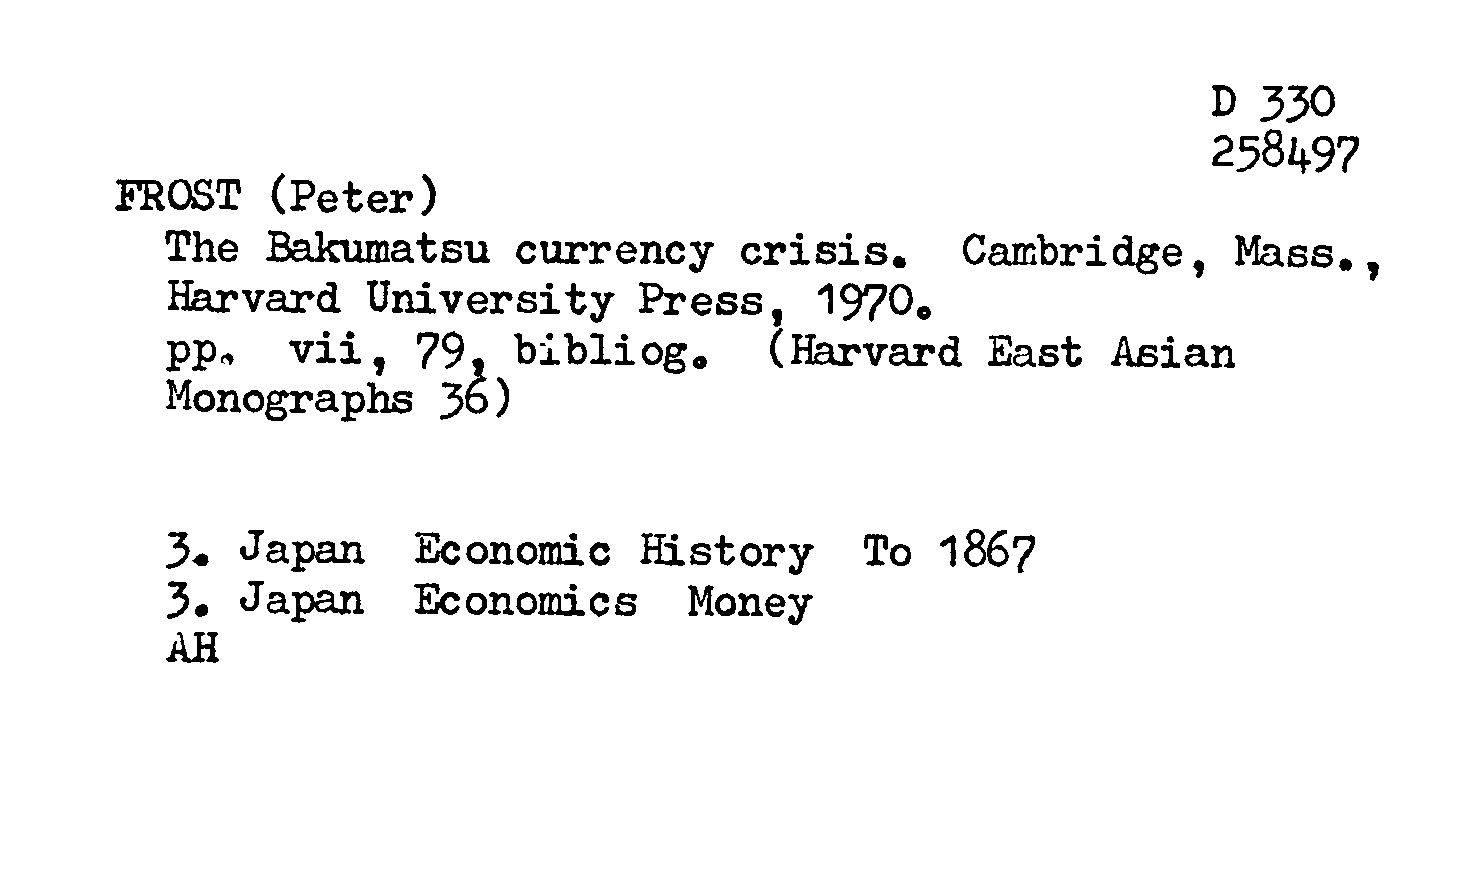 D 330
258497
FROST (Peter)
The Bakumatsu currency crisis. Cambridge, Mass.,
Harvard University Press, 1970.
pp. vii, 79, bibliog. (Harvard East Asian
Monographs 36)
3. Japan Economic History To 1867
3. Japan Economics Money
AH